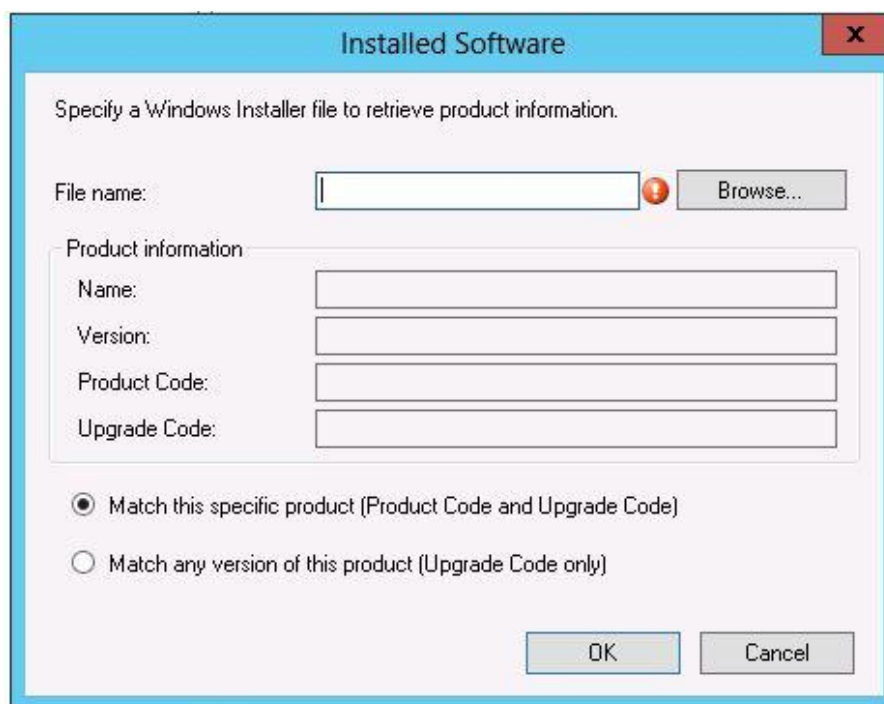 Installed Software
x
Specify a Windows Installer file to retrieve product information.
File name:
Browse...
Product information
Name:
Version:
Product Code:
Upgrade Code:
Match this specific product (Product Code and Upgrade Code)
Match any version of this product (Upgrade Code only)
OK Cancel